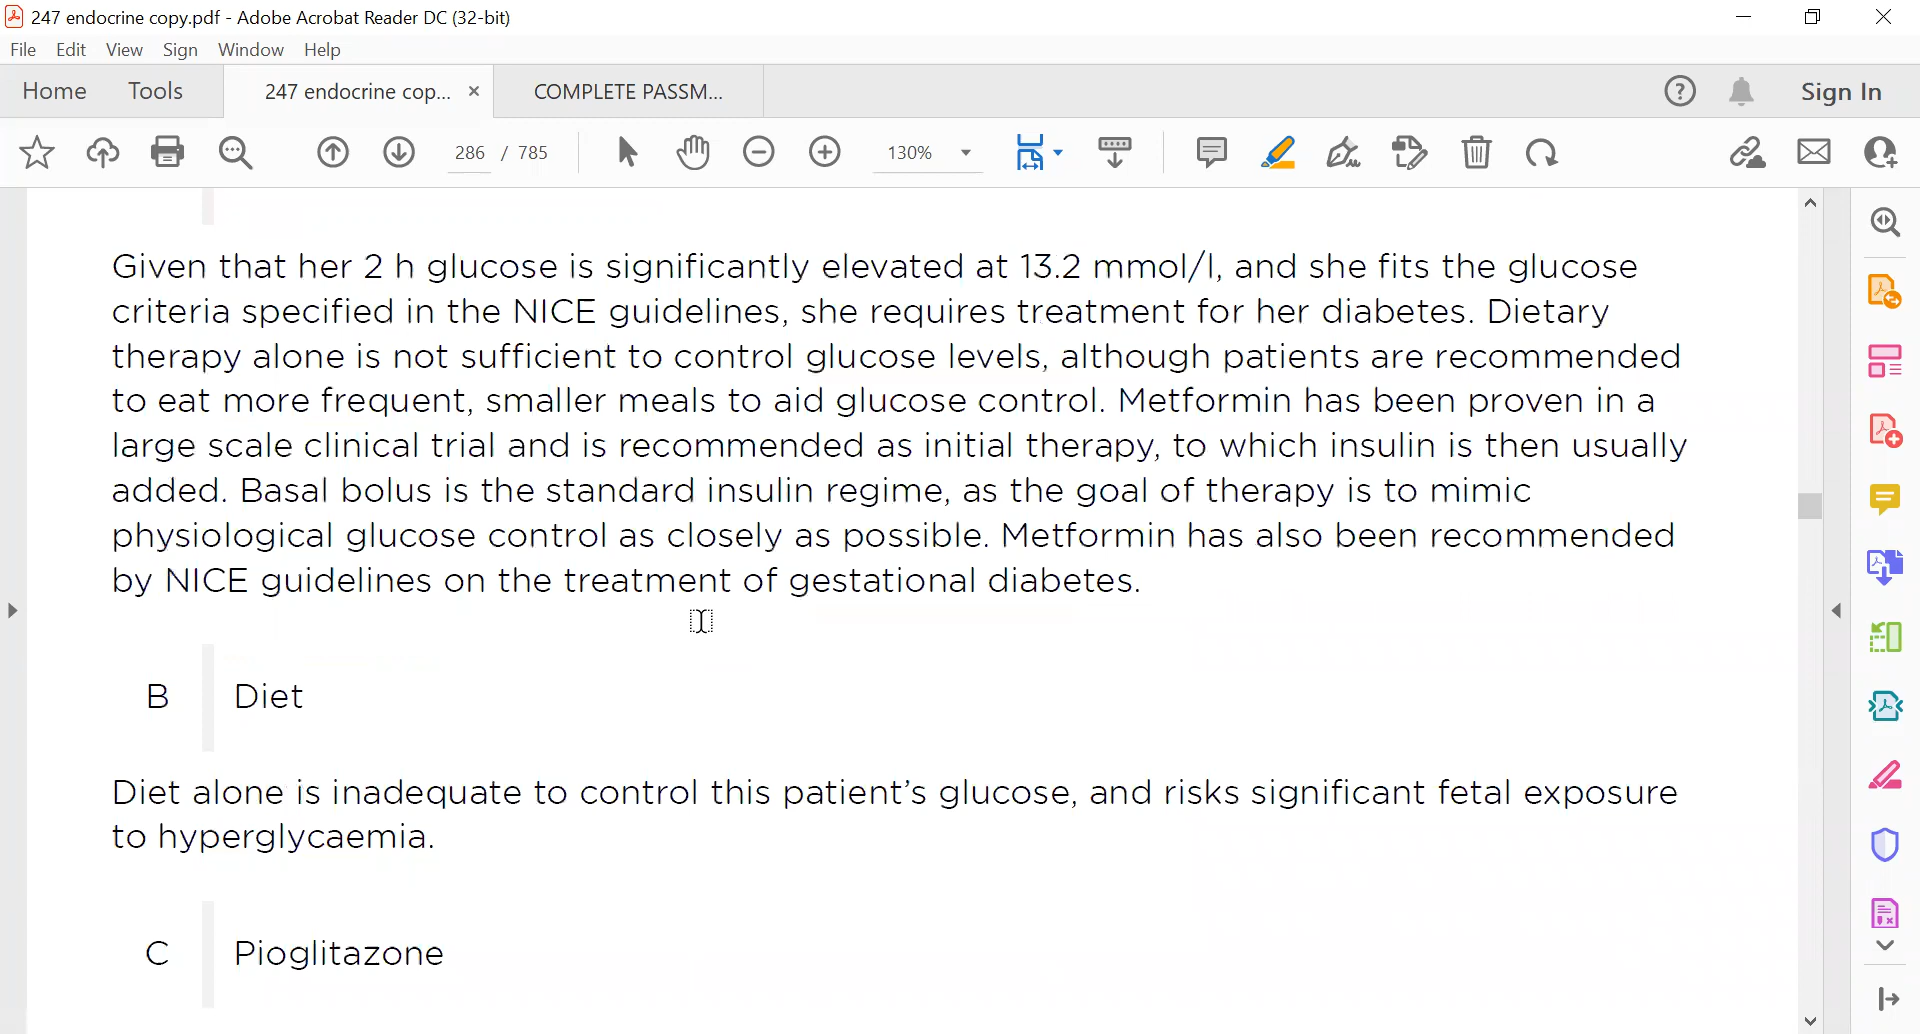 247 endocrine copy.pdf - Adobe Acrobat Reader DC (32-bit)
File Edit View Sign Window Help
Home Tools 247 endocrine cop... × COMPLETE PASSM... ? Sign In
286 / 785 130%
Given that her 2 h glucose is significantly elevated at 13.2 mmol/l, and she fits the glucose
criteria specified in the NICE guidelines, she requires treatment for her diabetes. Dietary
therapy alone is not sufficient to control glucose levels, although patients are recommended
to eat more frequent, smaller meals to aid glucose control. Metformin has been proven in a
large scale clinical trial and is recommended as initial therapy, to which insulin is then usually
added. Basal bolus is the standard insulin regime, as the goal of therapy is to mimic
physiological glucose control as closely as possible. Metformin has also been recommended
by NICE guidelines on the treatment of gestational diabetes.
B Diet
Diet alone is inadequate to control this patient’s glucose, and risks significant fetal exposure
to hyperglycaemia.
C Pioglitazone